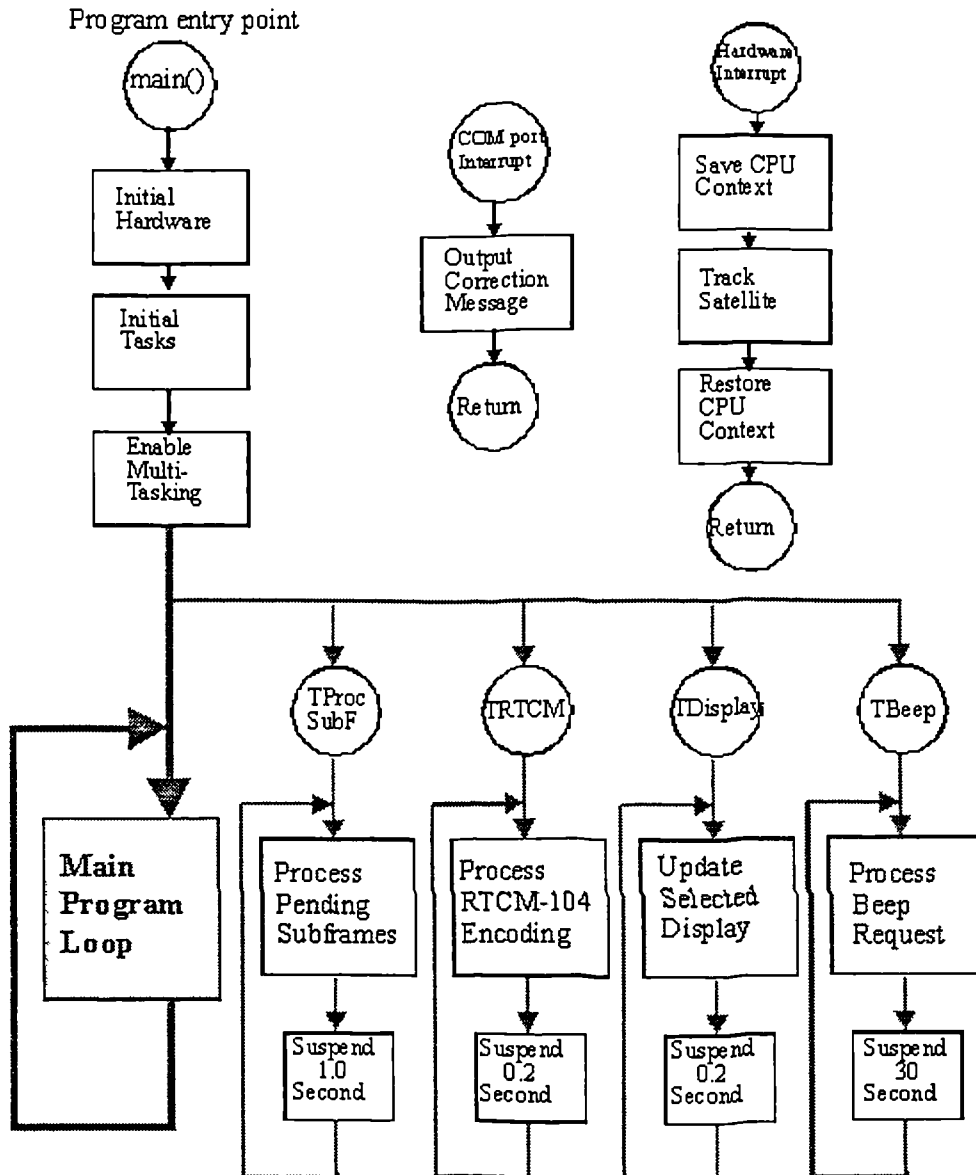 Program entry point
main()
Initial
Hardware
Initial
Tasks
Enable
Multi-
Tasking
COM port
Interrupt
Output
Correction
Message
Return
Hardware
Interrupt
Save CPU
Context
Track
Satellite
Restore
CPU
Context
Return
Main
Program
Loop
TProc
SubF
Process
Pending
Subframes
Suspend
1.0
Second
TRTCM
Process
RTCM-104
Encoding
Suspend
0.2
Second
TDisplay
Update
Selected
Display
Suspend
0.2
Second
TBeep
Process
Beep
Request
Suspend
30
Second